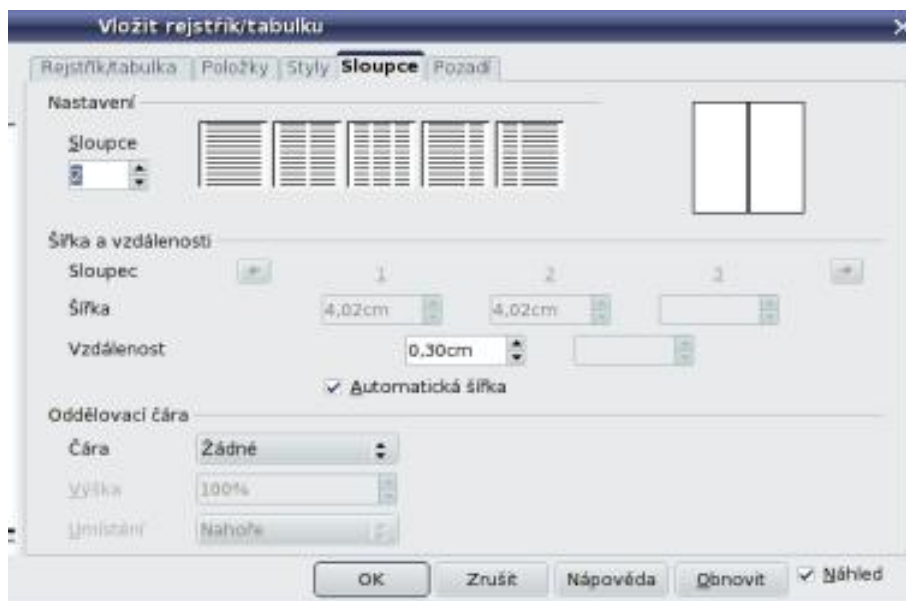 Vložit rejstřík/tabulku
Rejstřík/tabulka Položky Styly Sloupce Pozadí
Nastavení
Sloupce
2
Šířka a vzdálenosti
Sloupec 1 2 3
Šířka 4,02cm 4,02cm
Vzdálenost 0,30cm
Automatická šířka
Oddělovací čára
Čára Žádné
Výška 100%
Umístění Nahoře
OK Zrušit Nápověda Obnovit Náhled